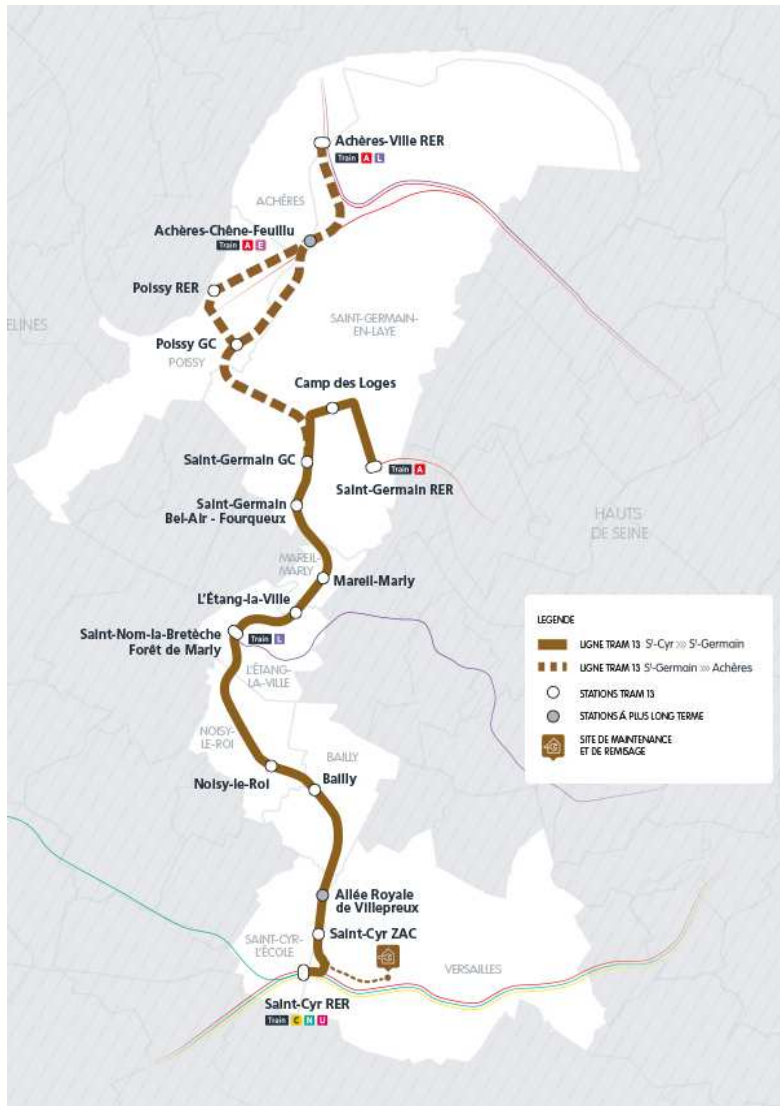 Achères-Ville RER
Train A L
ACHÈRES
Achères-Chêne-Feuillu
Train A E
Poissy RER
ELINES
SAINT-GERMAIN-
EN-LAYE
Poissy GC
POISSY
Camp des Loges
Saint-Germain GC
Train A
Saint-Germain RER
Saint-Germain
Bel-Air - Fourqueux
HAUTS
DE SEINE
MAREIL-
MARLY
Mareil-Marly
L'Étang-la-Ville
Saint-Nom-la-Bretèche
Forêt de Marly
Train L
L'ÉTANG-
LA-VILLE
NOISY-
LE-ROI
BAILLY
Noisy-le-Roi
Bailly
LEGENDE
LIGNE TRAM 13 St-Cyr »» St-Germain
LIGNE TRAM 13 St-Germain »» Achères
STATIONS TRAM 13
STATIONS Á PLUS LONG TERME
SITE DE MAINTENANCE
ET DE REMISAGE
Allée Royale
de Villepreux
Saint-Cyr ZAC
SAINT-CYR-
L'ÉCOLE
VERSAILLES
Saint-Cyr RER
Train C N U